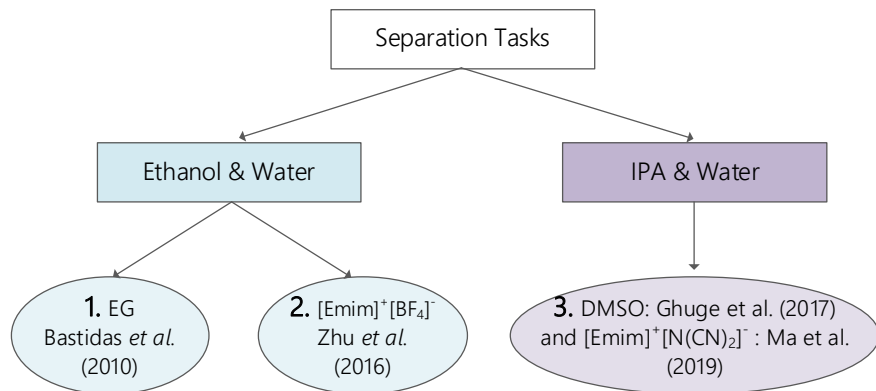 Separation Tasks
Ethanol & Water
IPA & Water
1. EG
Bastidas et al.
(2010)
2. [Emim]⁺[BF₄]⁻
Zhu et al.
(2016)
3. DMSO: Ghuge et al. (2017)
and [Emim]⁺[N(CN)₂]⁻ : Ma et al.
(2019)